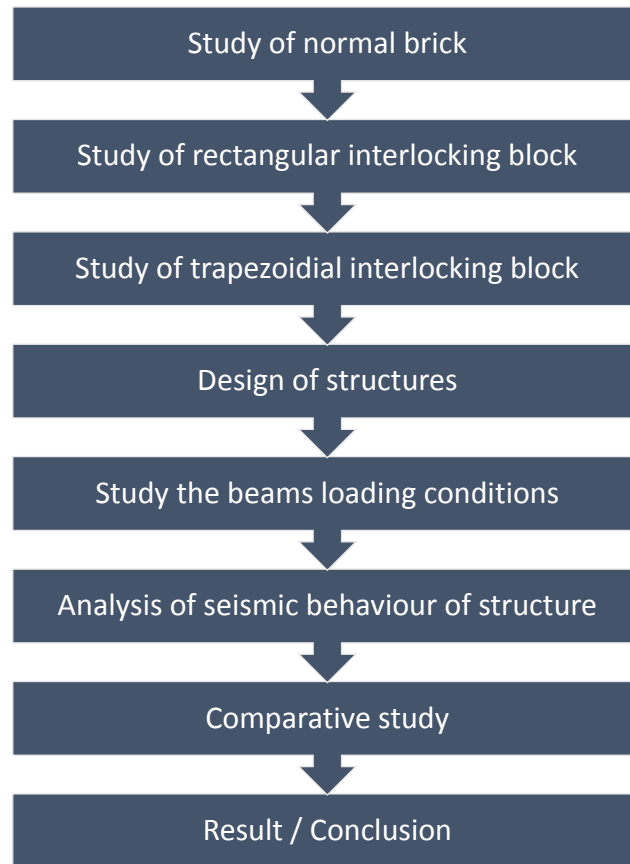 Study of normal brick
Study of rectangular interlocking block
Study of trapezoidial interlocking block
Design of structures
Study the beams loading conditions
Analysis of seismic behaviour of structure
Comparative study
Result / Conclusion